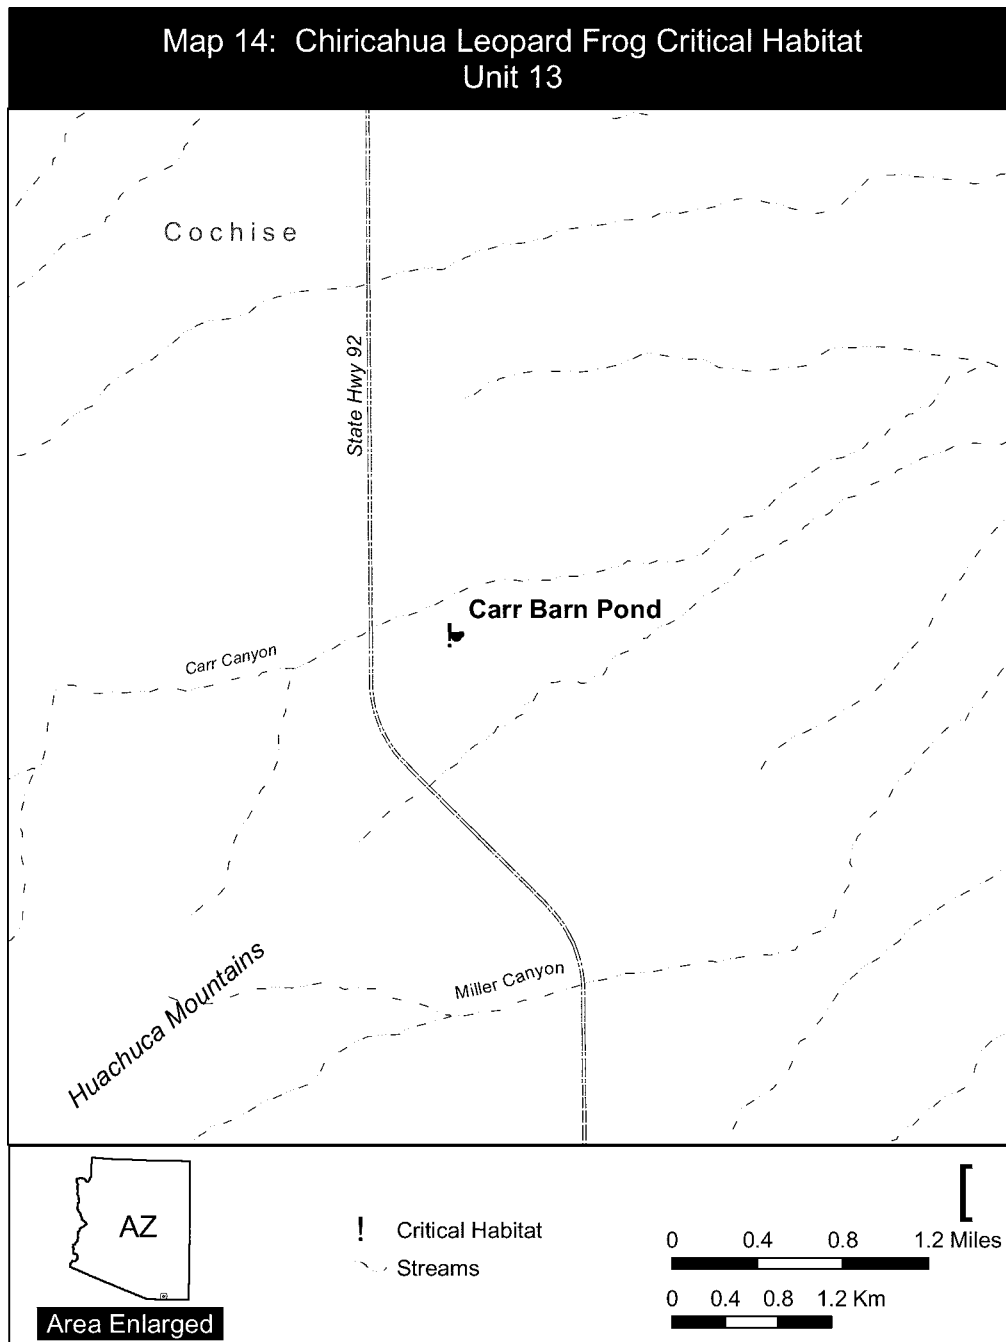 Map 14: Chiricahua Leopard Frog Critical Habitat
Unit 13
Cochise
State Hwy 92
Carr Barn Pond
Carr Canyon
Miller Canyon
Huachuca Mountains
AZ
Area Enlarged
! Critical Habitat
Streams
[
0 0.4 0.8 1.2 Miles
0 0.4 0.8 1.2 Km